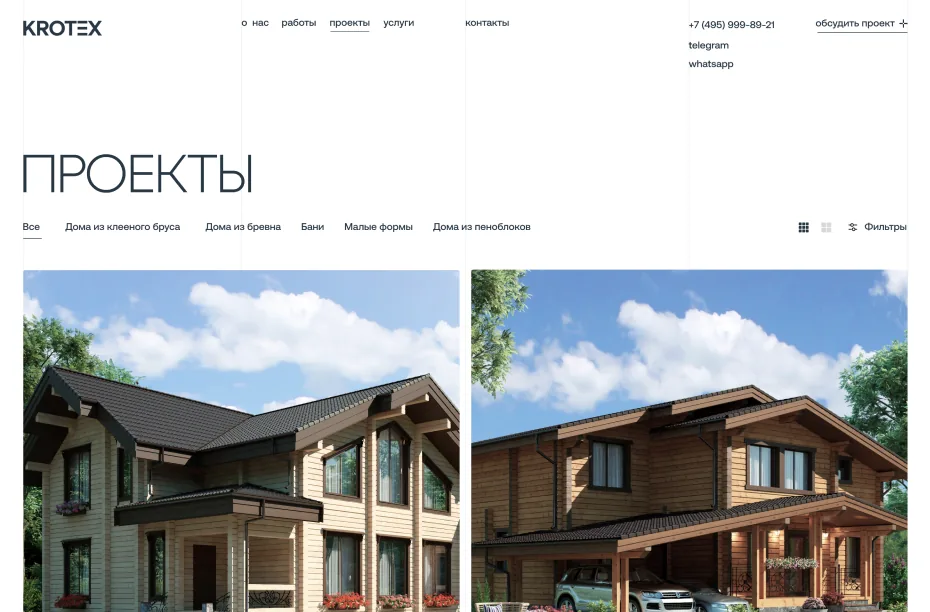 KROTEX
о нас работы проекты услуги контакты
+7 (495) 999-89-21
telegram
whatsapp
обсудить проект
ПРОЕКТЫ
Все Дома из клееного бруса Дома из бревна Бани Малые формы Дома из пеноблоков
Фильтры